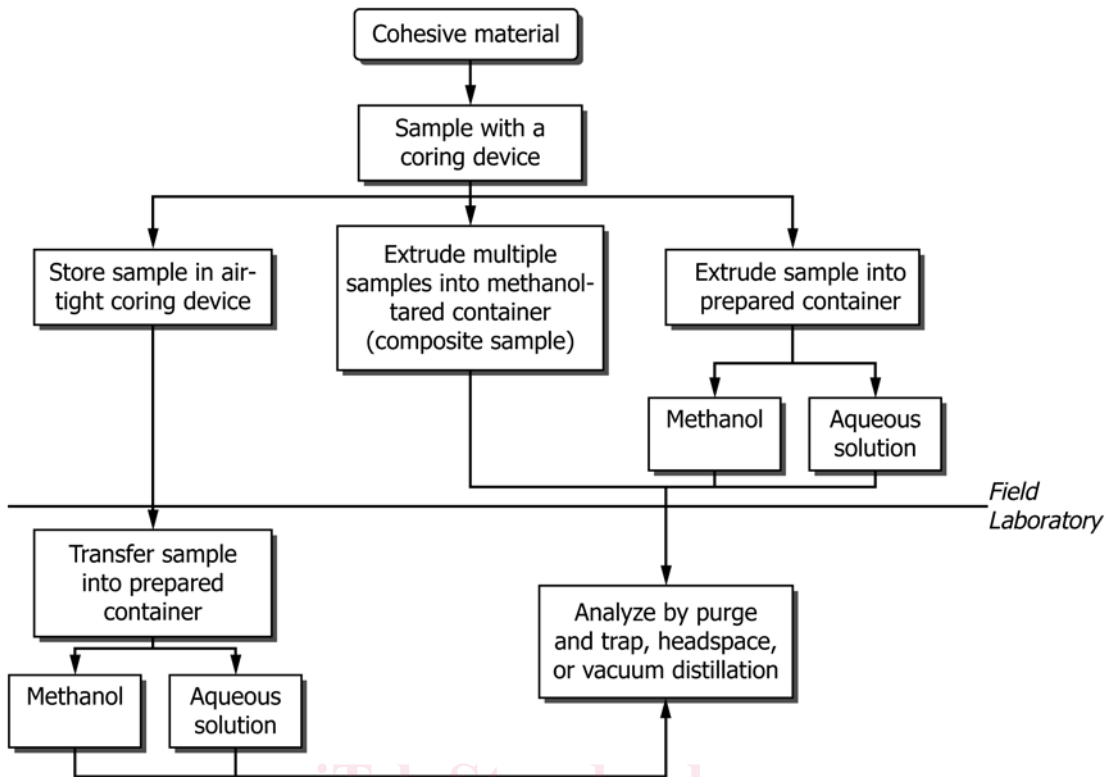 Cohesive material
Sample with a
coring device
Store sample in air-
tight coring device
Extrude multiple
samples into methanol-
tared container
(composite sample)
Extrude sample into
prepared container
Methanol
Aqueous
solution
Field
Laboratory
Transfer sample
into prepared
container
Methanol
Aqueous
solution
Analyze by purge
and trap, headspace,
or vacuum distillation